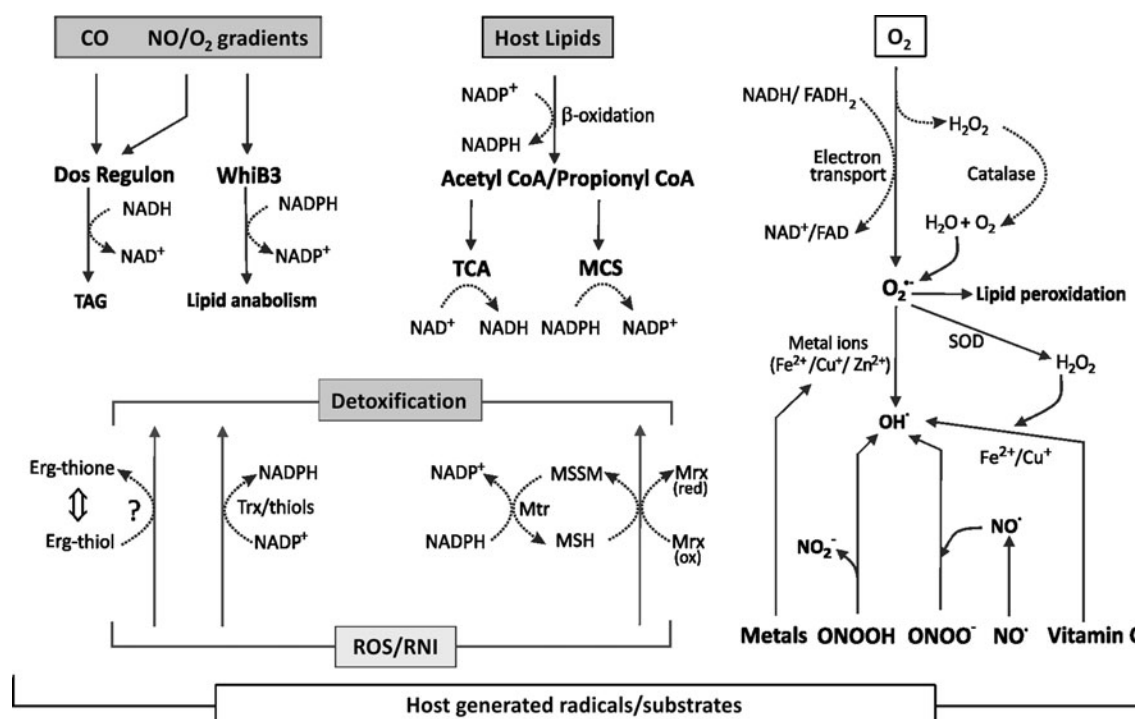 CO NO/O₂ gradients
Dos Regulon
WhiB3
NADH
NAD⁺
NADPH
NADP⁺
TAG
Lipid anabolism
Host Lipids
NADP⁺
NADPH
β-oxidation
Acetyl CoA/Propionyl CoA
TCA
MCS
NAD⁺
NADH
NADPH
NADP⁺
O₂
NADH/ FADH₂
H₂O₂
Electron
transport
Catalase
NAD⁺/FAD
H₂O + O₂
O₂•-
Lipid peroxidation
SOD
Metal ions
(Fe²⁺/Cu⁺/ Zn²⁺)
H₂O₂
OH•
Fe²⁺/Cu⁺
NO₂⁻
NO•
Metals
ONOOH
ONOO⁻
NO•
Vitamin C
Detoxification
Erg-thione
?
Erg-thiol
NADPH
Trx/thiols
NADP⁺
NADP⁺
MSSM
Mtr
NADPH
MSH
Mrx
(red)
Mrx
(ox)
ROS/RNI
Host generated radicals/substrates